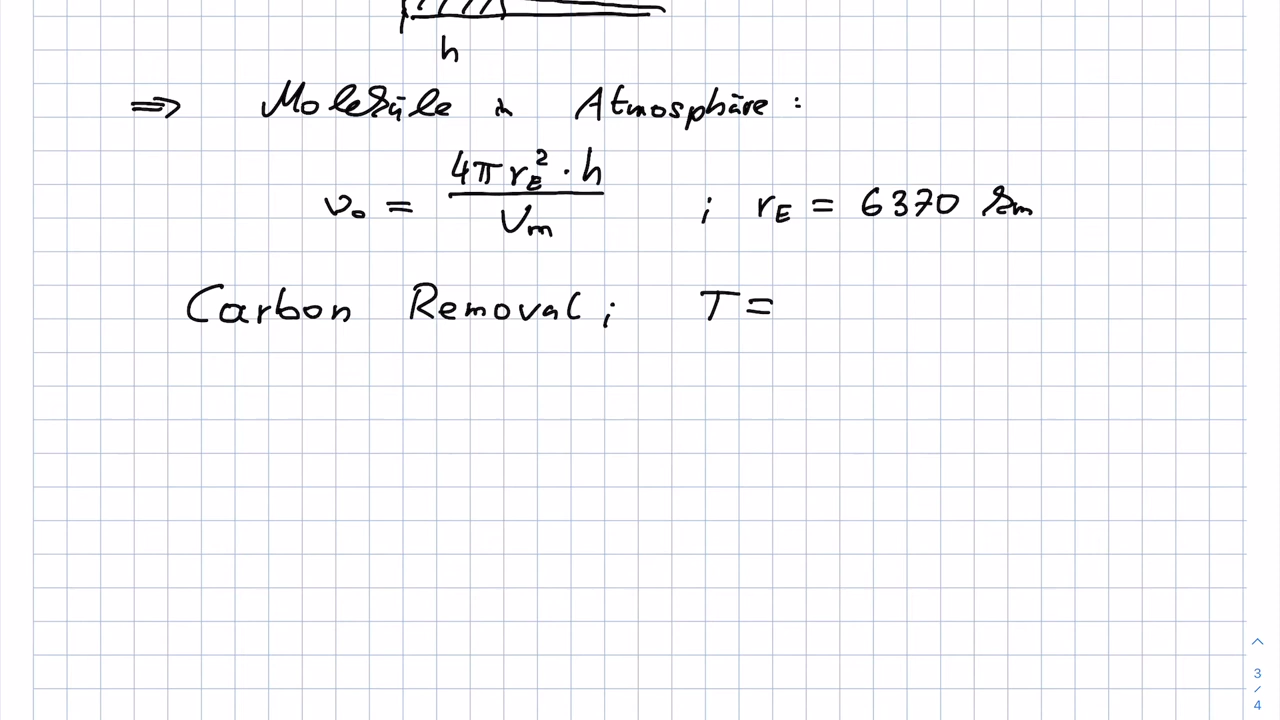 h
⇒ Moleküle in Atmosphäre :
ν₀ = 4π r_E² · h / V_m ; r_E = 6370 km
Carbon Removal ; T =
3
/
4